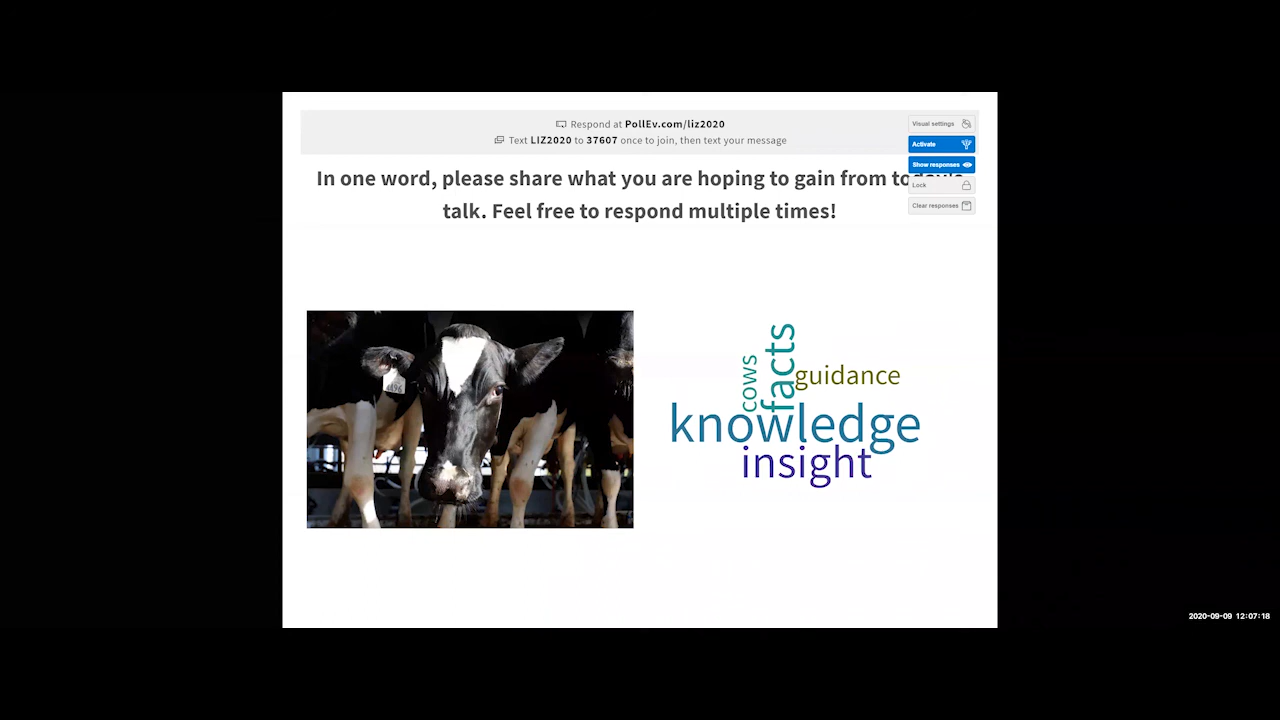 Respond at PollEv.com/liz2020
Text LIZ2020 to 37607 once to join, then text your message
Visual settings
Activate
Show responses
Lock
Clear responses
In one word, please share what you are hoping to gain from today's
talk. Feel free to respond multiple times!
cows
facts
guidance
knowledge
insight
2020-09-09 12:07:18